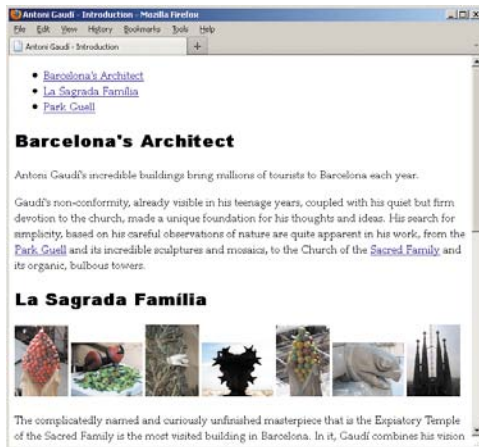 Antoni Gaudí - Introduction - Mozilla Firefox
File Edit View History Bookmarks Tools Help
Antoni Gaudí - Introduction +
Barcelona's Architect
La Sagrada Família
Park Guell
Barcelona's Architect
Antoni Gaudí's incredible buildings bring millions of tourists to Barcelona each year.
Gaudí's non-conformity, already visible in his teenage years, coupled with his quiet but firm
devotion to the church, made a unique foundation for his thoughts and ideas. His search for
simplicity, based on his careful observations of nature are quite apparent in his work, from the
Park Guell and its incredible sculptures and mosaics, to the Church of the Sacred Family and
its organic, bulbous towers.
La Sagrada Família
The complicatedly named and curiously unfinished masterpiece that is the Expiatory Temple
of the Sacred Family is the most visited building in Barcelona. In it, Gaudí combines his vision